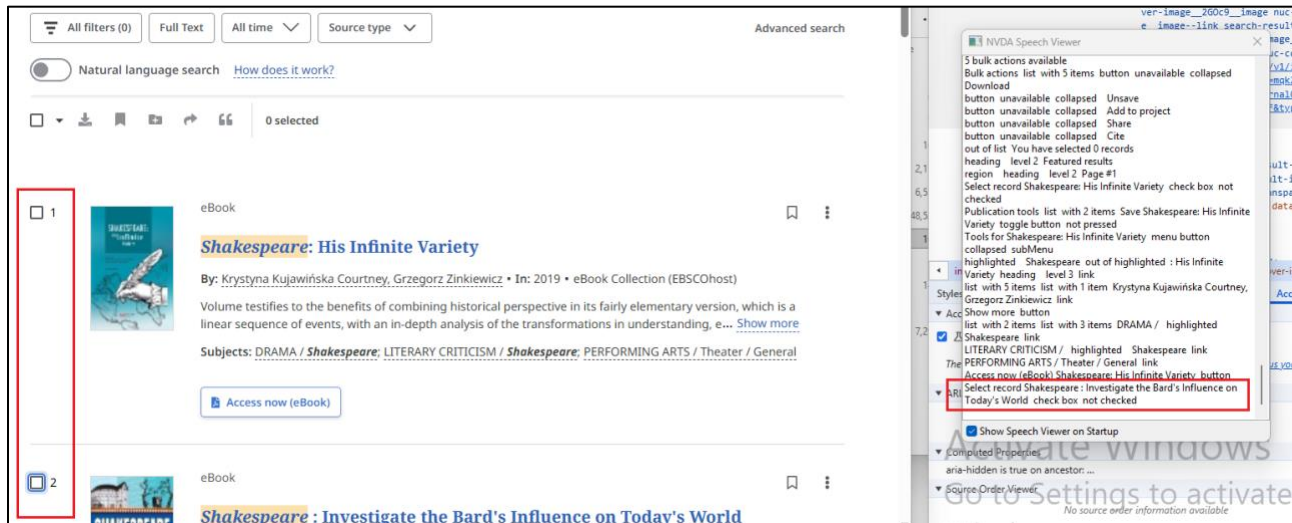 All filters (0)
Full Text
All time
Source type
Advanced search
Natural language search
How does it work?
0 selected
1
SHAKESPEARE:
eBook
Shakespeare: His Infinite Variety
By: Krystyna Kujawińska Courtney, Grzegorz Zinkiewicz • In: 2019 • eBook Collection (EBSCOhost)
Volume testifies to the benefits of combining historical perspective in its fairly elementary version, which is a
linear sequence of events, with an in-depth analysis of the transformations in understanding, e... Show more
Subjects: DRAMA / Shakespeare; LITERARY CRITICISM / Shakespeare; PERFORMING ARTS / Theater / General
Access now (eBook)
2
eBook
Shakespeare : Investigate the Bard's Influence on Today's World
NVDA Speech Viewer
5 bulk actions available
Bulk actions list with 5 items button unavailable collapsed
Download
button unavailable collapsed Unsave
button unavailable collapsed Add to project
button unavailable collapsed Share
button unavailable collapsed Cite
out of list You have selected 0 records
heading level 2 Featured results
region heading level 2 Page #1
Select record Shakespeare: His Infinite Variety check box not
checked
Publication tools list with 2 items Save Shakespeare: His Infinite
Variety toggle button not pressed
Tools for Shakespeare: His Infinite Variety menu button
collapsed subMenu
highlighted Shakespeare out of highlighted : His Infinite
Variety heading level 3 link
list with 5 items list with 1 item Krystyna Kujawińska Courtney,
Grzegorz Zinkiewicz link
Show more button
list with 2 items list with 3 items DRAMA / highlighted
Shakespeare link
LITERARY CRITICISM / highlighted Shakespeare link
PERFORMING ARTS / Theater / General link
Access now (eBook) Shakespeare: His Infinite Variety button
Select record Shakespeare : Investigate the Bard's Influence on
Today's World check box not checked
Show Speech Viewer on Startup
Activate Windows
Computed Properties
aria-hidden is true on ancestor: ...
Go to Settings to activate
Source Order Viewer
No source order information available
ver-image__2GOc9__image nuc-
e image--link search-result
Styles